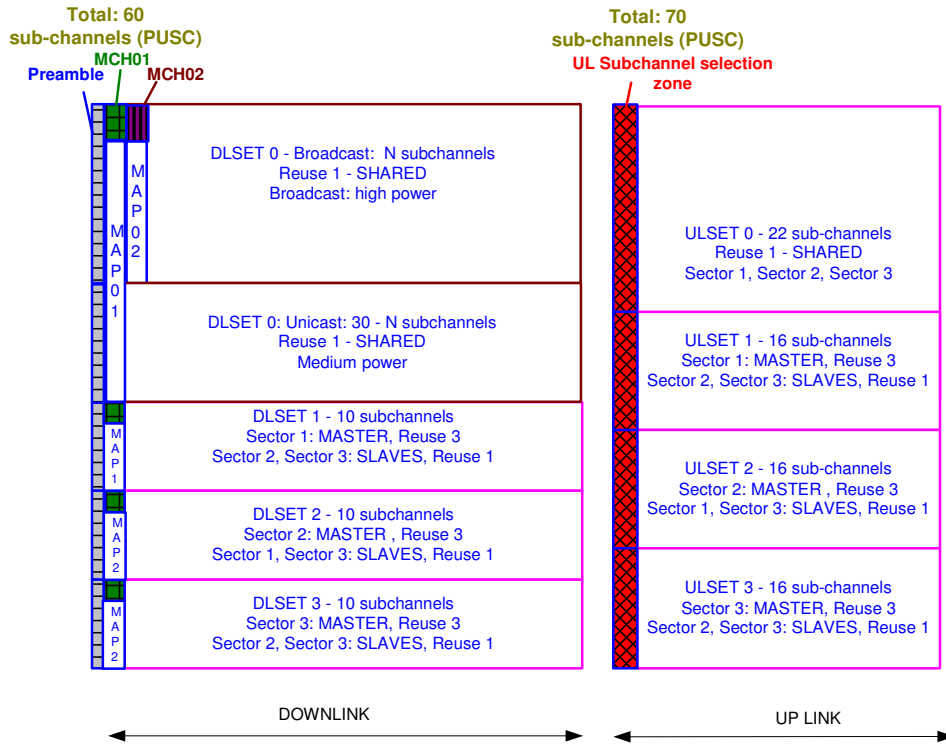 Total: 60
sub-channels (PUSC)
MCH01
Preamble
MCH02
DLSET 0 - Broadcast: N subchannels
Reuse 1 - SHARED
Broadcast: high power
MAP02
MAP01
DLSET 0: Unicast: 30 - N subchannels
Reuse 1 - SHARED
Medium power
DLSET 1 - 10 subchannels
Sector 1: MASTER, Reuse 3
Sector 2, Sector 3: SLAVES, Reuse 1
MAP1
DLSET 2 - 10 subchannels
Sector 2: MASTER , Reuse 3
Sector 1, Sector 3: SLAVES, Reuse 1
MAP2
DLSET 3 - 10 subchannels
Sector 3: MASTER, Reuse 3
Sector 2, Sector 3: SLAVES, Reuse 1
MAP2
DOWNLINK
Total: 70
sub-channels (PUSC)
UL Subchannel selection
zone
ULSET 0 - 22 sub-channels
Reuse 1 - SHARED
Sector 1, Sector 2, Sector 3
ULSET 1 - 16 sub-channels
Sector 1: MASTER, Reuse 3
Sector 2, Sector 3: SLAVES, Reuse 1
ULSET 2 - 16 sub-channels
Sector 2: MASTER , Reuse 3
Sector 1, Sector 3: SLAVES, Reuse 1
ULSET 3 - 16 sub-channels
Sector 3: MASTER, Reuse 3
Sector 2, Sector 3: SLAVES, Reuse 1
UP LINK